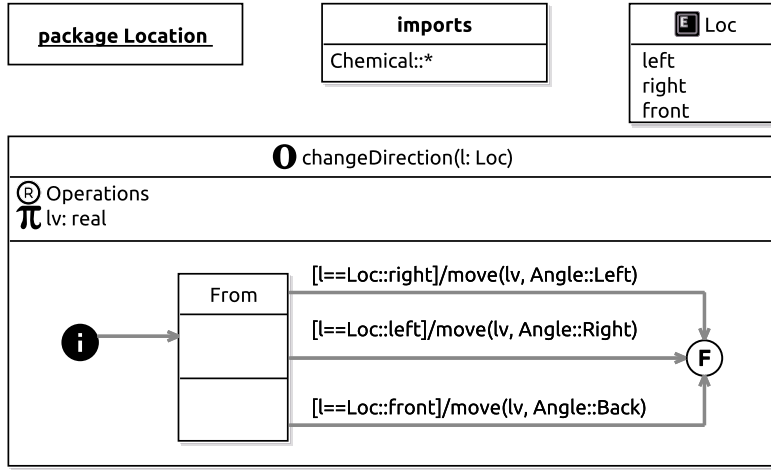 package Location
imports
Chemical::*
E Loc
left
right
front
O changeDirection(l: Loc)
R Operations
π lv: real
From
[l==Loc::right]/move(lv, Angle::Left)
[l==Loc::left]/move(lv, Angle::Right)
i
F
[l==Loc::front]/move(lv, Angle::Back)